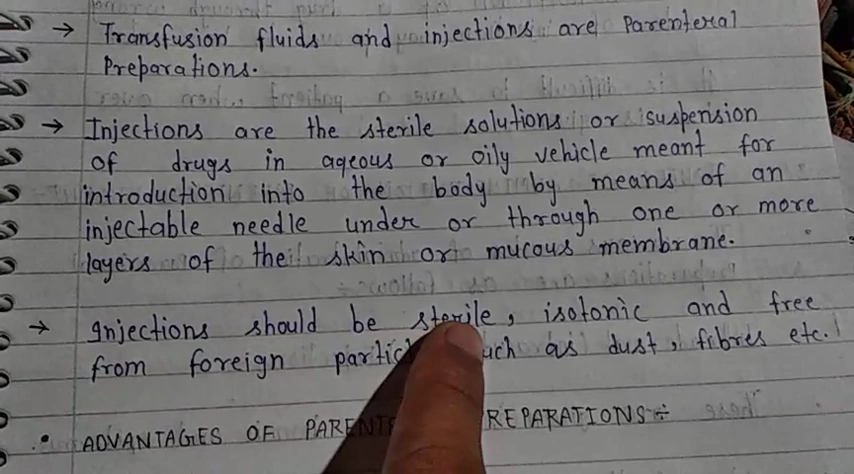 → Transfusion fluids and injections are Parenteral
Preparations.
→ Injections are the sterile solutions or suspension
of drugs in aqeous or oily vehicle meant for
introduction into the body by means of an
injectable needle under or through one or more
layers of the skin or mucous membrane.
→ Injections should be sterile, isotonic and free
from foreign partic uch as dust, fibres etc.
• ADVANTAGES OF PARENT REPARATIONS÷